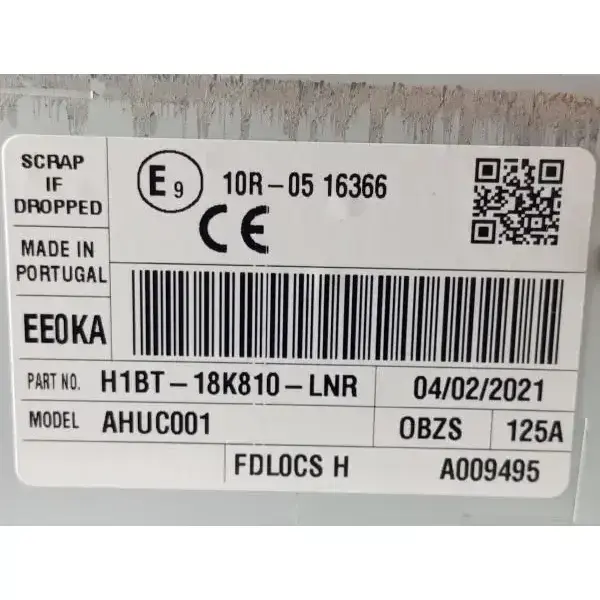 SCRAP
IF
DROPPED
E9
10R-05 16366
CE
MADE IN
PORTUGAL
EE0KA
PART NO. H1BT-18K810-LNR 04/02/2021
MODEL AHUC001 OBZS 125A
FDLOCS H A009495